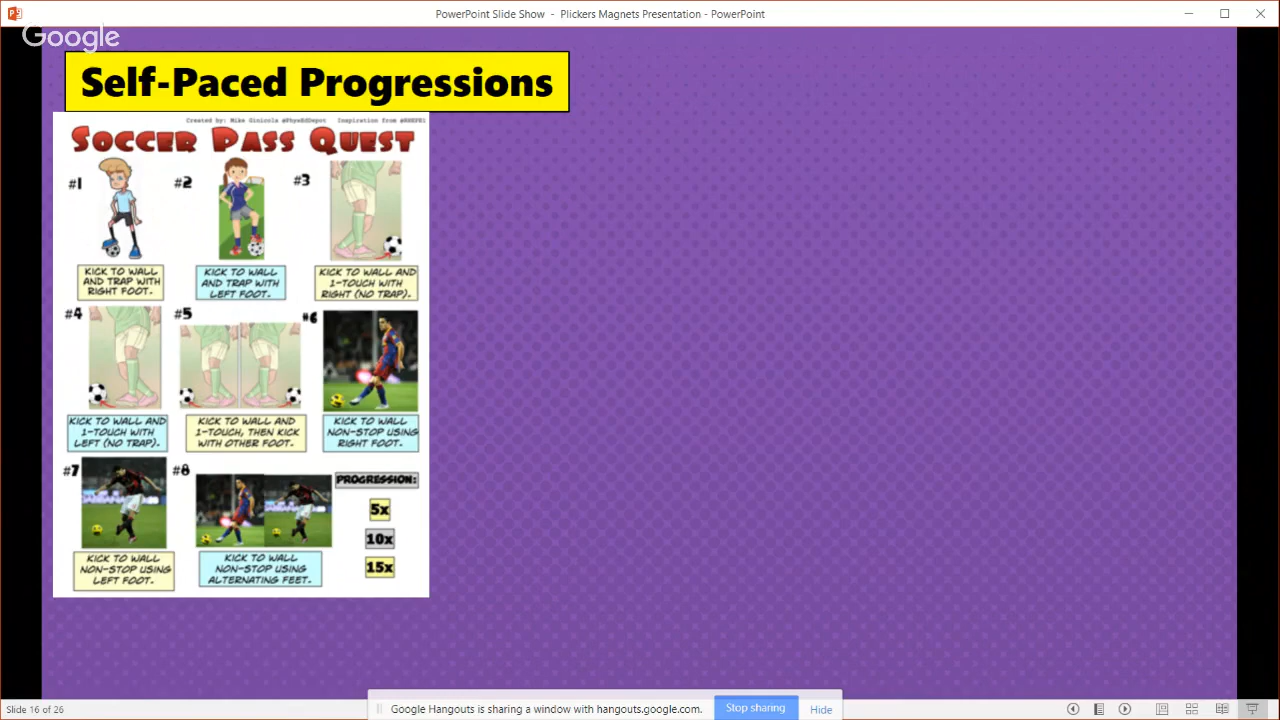 PowerPoint Slide Show - Plickers Magnets Presentation - PowerPoint
Google
Self-Paced Progressions
Created by: Mike Ginicola @PhysEdDepot Inspiration from
SOCCER PASS QUEST
#1
#2
#3
KICK TO WALL
AND TRAP WITH
RIGHT FOOT.
KICK TO WALL
AND TRAP WITH
LEFT FOOT.
KICK TO WALL AND
1-TOUCH WITH
RIGHT (NO TRAP).
#4
#5
#6
KICK TO WALL AND
1-TOUCH WITH
LEFT (NO TRAP).
KICK TO WALL AND
1-TOUCH, THEN KICK
WITH OTHER FOOT.
KICK TO WALL
NON-STOP USING
RIGHT FOOT.
#7
#8
KICK TO WALL
NON-STOP USING
LEFT FOOT.
KICK TO WALL
NON-STOP USING
ALTERNATING FEET.
PROGRESSION:
5x
10x
15x
Google Hangouts is sharing a window with hangouts.google.com.
Stop sharing
Hide
Slide 16 of 26